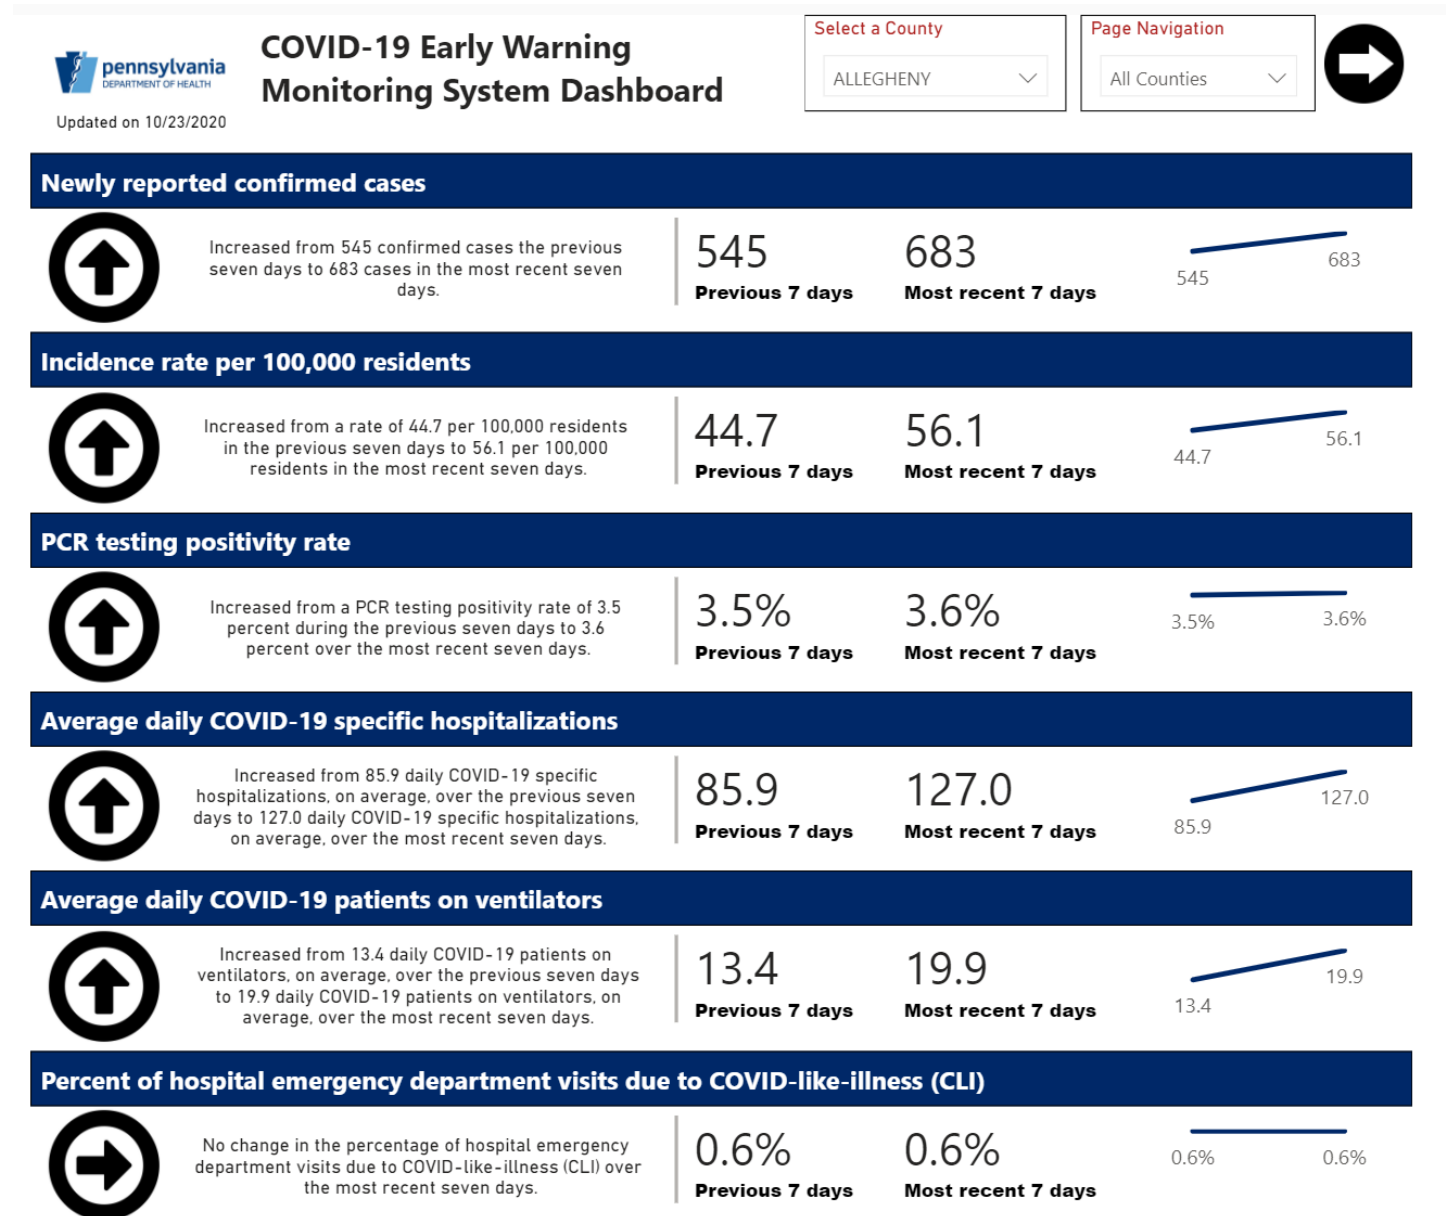 pennsylvania
DEPARTMENT OF HEALTH
Updated on 10/23/2020
COVID-19 Early Warning
Monitoring System Dashboard
Select a County
ALLEGHENY
Page Navigation
All Counties
Newly reported confirmed cases
Increased from 545 confirmed cases the previous
seven days to 683 cases in the most recent seven
days.
545
Previous 7 days
683
Most recent 7 days
545
683
Incidence rate per 100,000 residents
Increased from a rate of 44.7 per 100,000 residents
in the previous seven days to 56.1 per 100,000
residents in the most recent seven days.
44.7
Previous 7 days
56.1
Most recent 7 days
44.7
56.1
PCR testing positivity rate
Increased from a PCR testing positivity rate of 3.5
percent during the previous seven days to 3.6
percent over the most recent seven days.
3.5%
Previous 7 days
3.6%
Most recent 7 days
3.5%
3.6%
Average daily COVID-19 specific hospitalizations
Increased from 85.9 daily COVID-19 specific
hospitalizations, on average, over the previous seven
days to 127.0 daily COVID-19 specific hospitalizations,
on average, over the most recent seven days.
85.9
Previous 7 days
127.0
Most recent 7 days
85.9
127.0
Average daily COVID-19 patients on ventilators
Increased from 13.4 daily COVID-19 patients on
ventilators, on average, over the previous seven days
to 19.9 daily COVID-19 patients on ventilators, on
average, over the most recent seven days.
13.4
Previous 7 days
19.9
Most recent 7 days
13.4
19.9
Percent of hospital emergency department visits due to COVID-like-illness (CLI)
No change in the percentage of hospital emergency
department visits due to COVID-like-illness (CLI) over
the most recent seven days.
0.6%
Previous 7 days
0.6%
Most recent 7 days
0.6%
0.6%